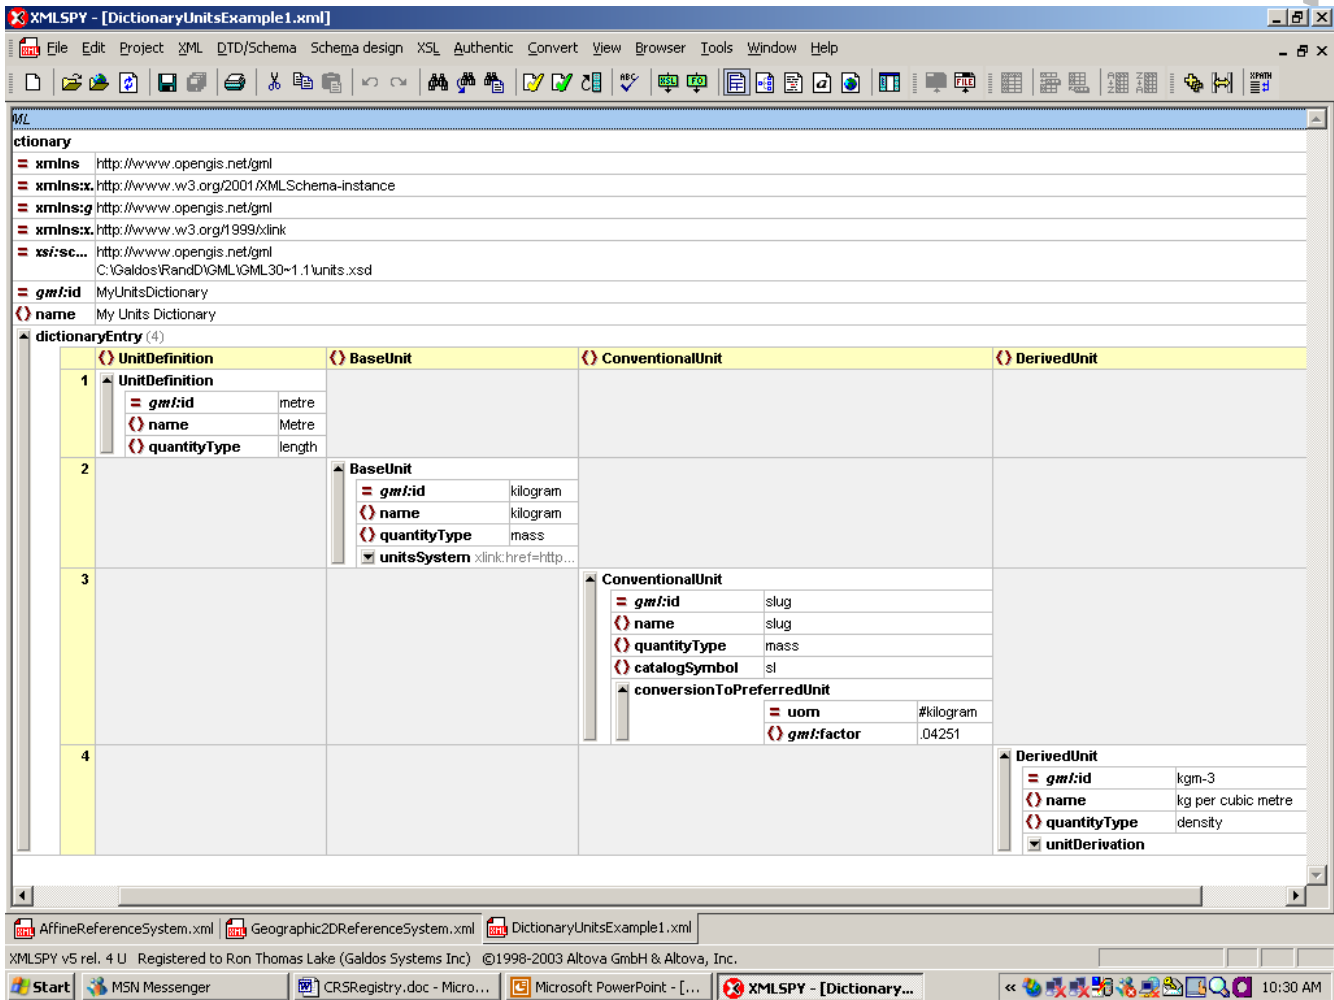 XMLSPY - [DictionaryUnitsExample1.xml]
File Edit Project XML DTD/Schema Schema design XSL Authentic Convert View Browser Tools Window Help
ML
ctionary
= xmlns http://www.opengis.net/gml
= xmlns:x. http://www.w3.org/2001/XMLSchema-instance
= xmlns:g http://www.opengis.net/gml
= xmlns:x. http://www.w3.org/1999/xlink
= xsi:sc... http://www.opengis.net/gml
C:\Galdos\RandD\GML\GML30~1.1\units.xsd
= gml:id MyUnitsDictionary
() name My Units Dictionary
dictionaryEntry (4)
() UnitDefinition () BaseUnit () ConventionalUnit () DerivedUnit
1 UnitDefinition
= gml:id metre
() name Metre
() quantityType length
2 BaseUnit
= gml:id kilogram
() name kilogram
() quantityType mass
unitsSystem xlink:href=http...
3 ConventionalUnit
= gml:id slug
() name slug
() quantityType mass
() catalogSymbol sl
conversionToPreferredUnit
= uom #kilogram
() gml:factor .04251
4 DerivedUnit
= gml:id kgm-3
() name kg per cubic metre
() quantityType density
unitDerivation
AffineReferenceSystem.xml Geographic2DReferenceSystem.xml DictionaryUnitsExample1.xml
XMLSPY v5 rel. 4 U Registered to Ron Thomas Lake (Galdos Systems Inc) ©1998-2003 Altova GmbH & Altova, Inc.
Start MSN Messenger CRSRegistry.doc - Micro... Microsoft PowerPoint - [... XMLSPY - [Dictionary... « 10:30 AM